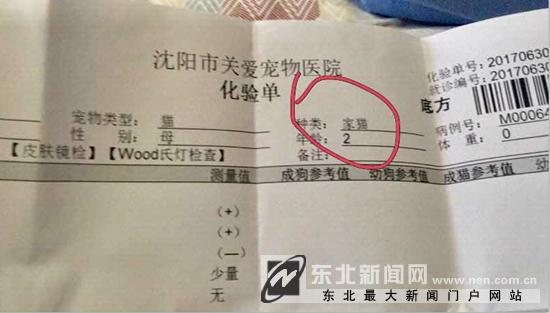 沈阳市关爱宠物医院
化验单
化验单号: 20170630
就诊编号: 20170630
宠物类型: 猫
种类: 家猫
病例号: M00064
性 别: 母
年龄: 2
体 重: 0
【皮肤镜检】【Wood氏灯检查】
备注:
测量值 成狗参考值 幼狗参考值 成猫参考值
(+)
(+)
(—)
少量
无
东北新闻网 www.nen.com.cn
东北最大新闻门户网站